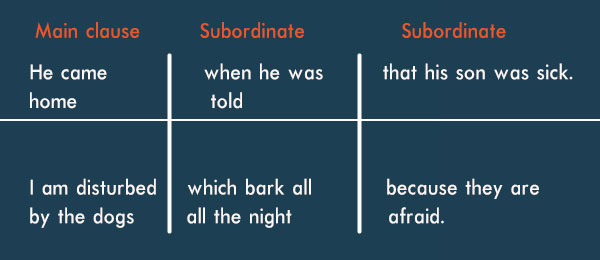 Main clause
Subordinate
Subordinate
He came
home
when he was
told
that his son was sick.
I am disturbed
by the dogs
which bark all
all the night
because they are
afraid.